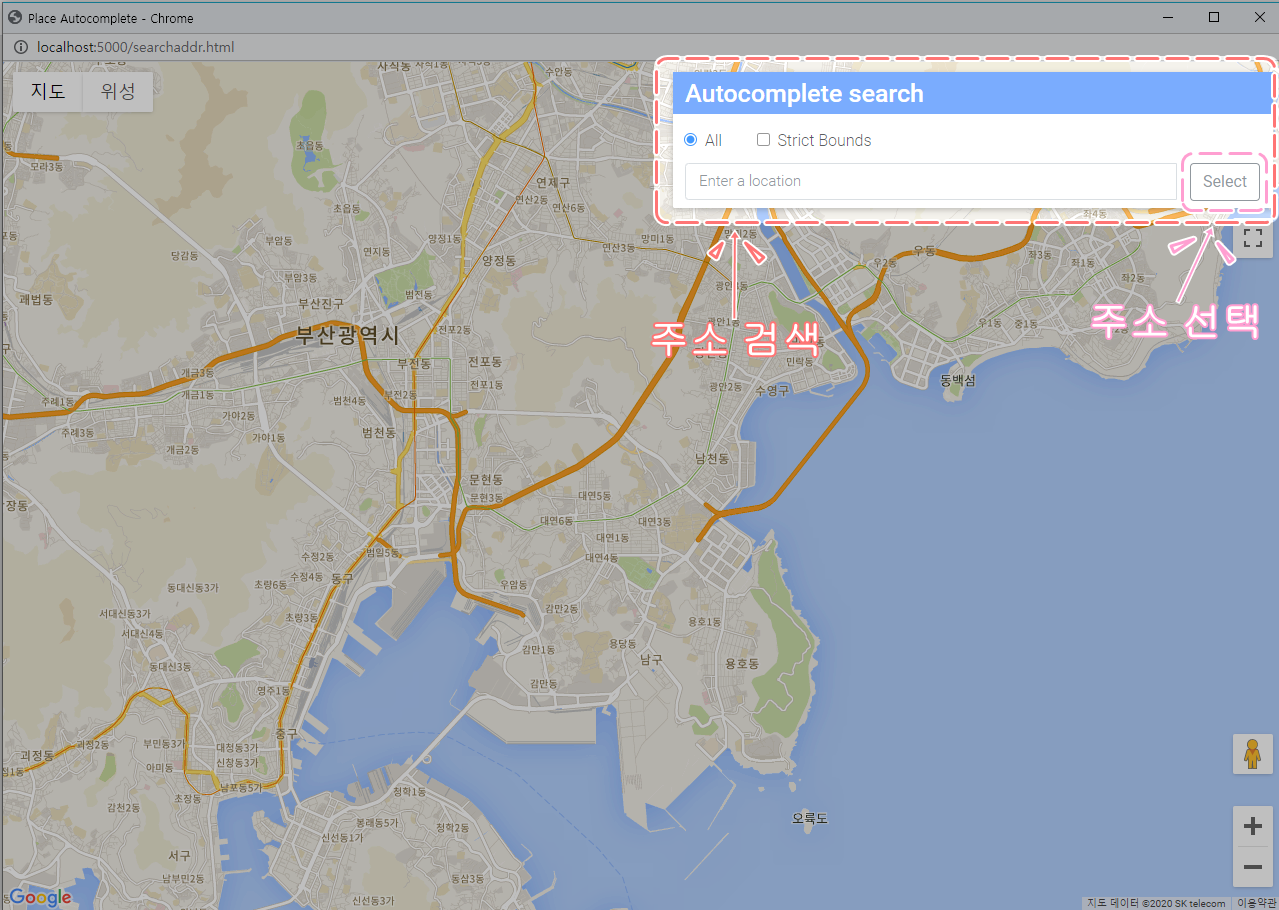 Place Autocomplete - Chrome
localhost:5000/searchaddr.html
지도 위성
Autocomplete search
All Strict Bounds
Enter a location Select
주소 검색
주소 선택
사직동
수안동
초읍동
모라3동
연제구
연산2동
연산6동
초읍동
부암동
연지동
양정1동
망미1동
연산3동
당감동
양정동
우동
우2동
좌4동
좌3동
좌1동
좌2동
부암3동
범전동
괘법동
부산진구
부산광역시
전포2동
광안1동
우1동
중1동
부전동
전포동
민락동
개금3동
전포1동
광안2동
수영구
동백섬
주례1동
개금1동
범천4동
부전2동
가야2동
주례3동
가야1동
범천동
개금2동
남천동
문현동
문현3동
대연5동
대연6동
대연3동
대연1동
범일5동
수정2동
대연4동
수정4동
동구
동대신동3가
초량6동
우암동
서대신동3가
초량3동
감만2동
용호1동
서대신4동
용당동
감만1동
남구
용호동
동대신3동
감만동
영주1동
중구
괴정동
괴정2동
부민동3가
대청동3가
신창동3가
아미동
남포동5가
초장동
청학1동
감천2동
오륙도
봉래동5가
청학2동
신선동1가
서구
남부민2동
동삼3동
신선동3가
Google
지도 데이터 ©2020 SK telecom 이용약관